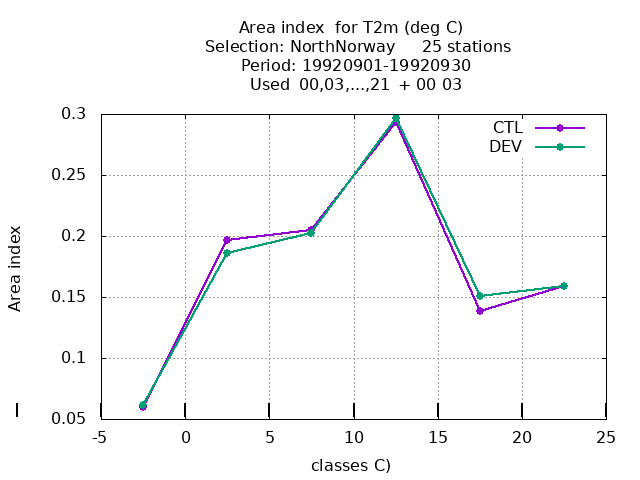 Area index  for T2m (deg C)
Selection: NorthNorway     25 stations
Period: 19920901-19920930
Used  00,03,...,21  + 00 03
CTL
DEV
0.3
0.25
0.2
0.15
0.1
0.05
-5
0
5
10
15
20
25
Area index
classes C)